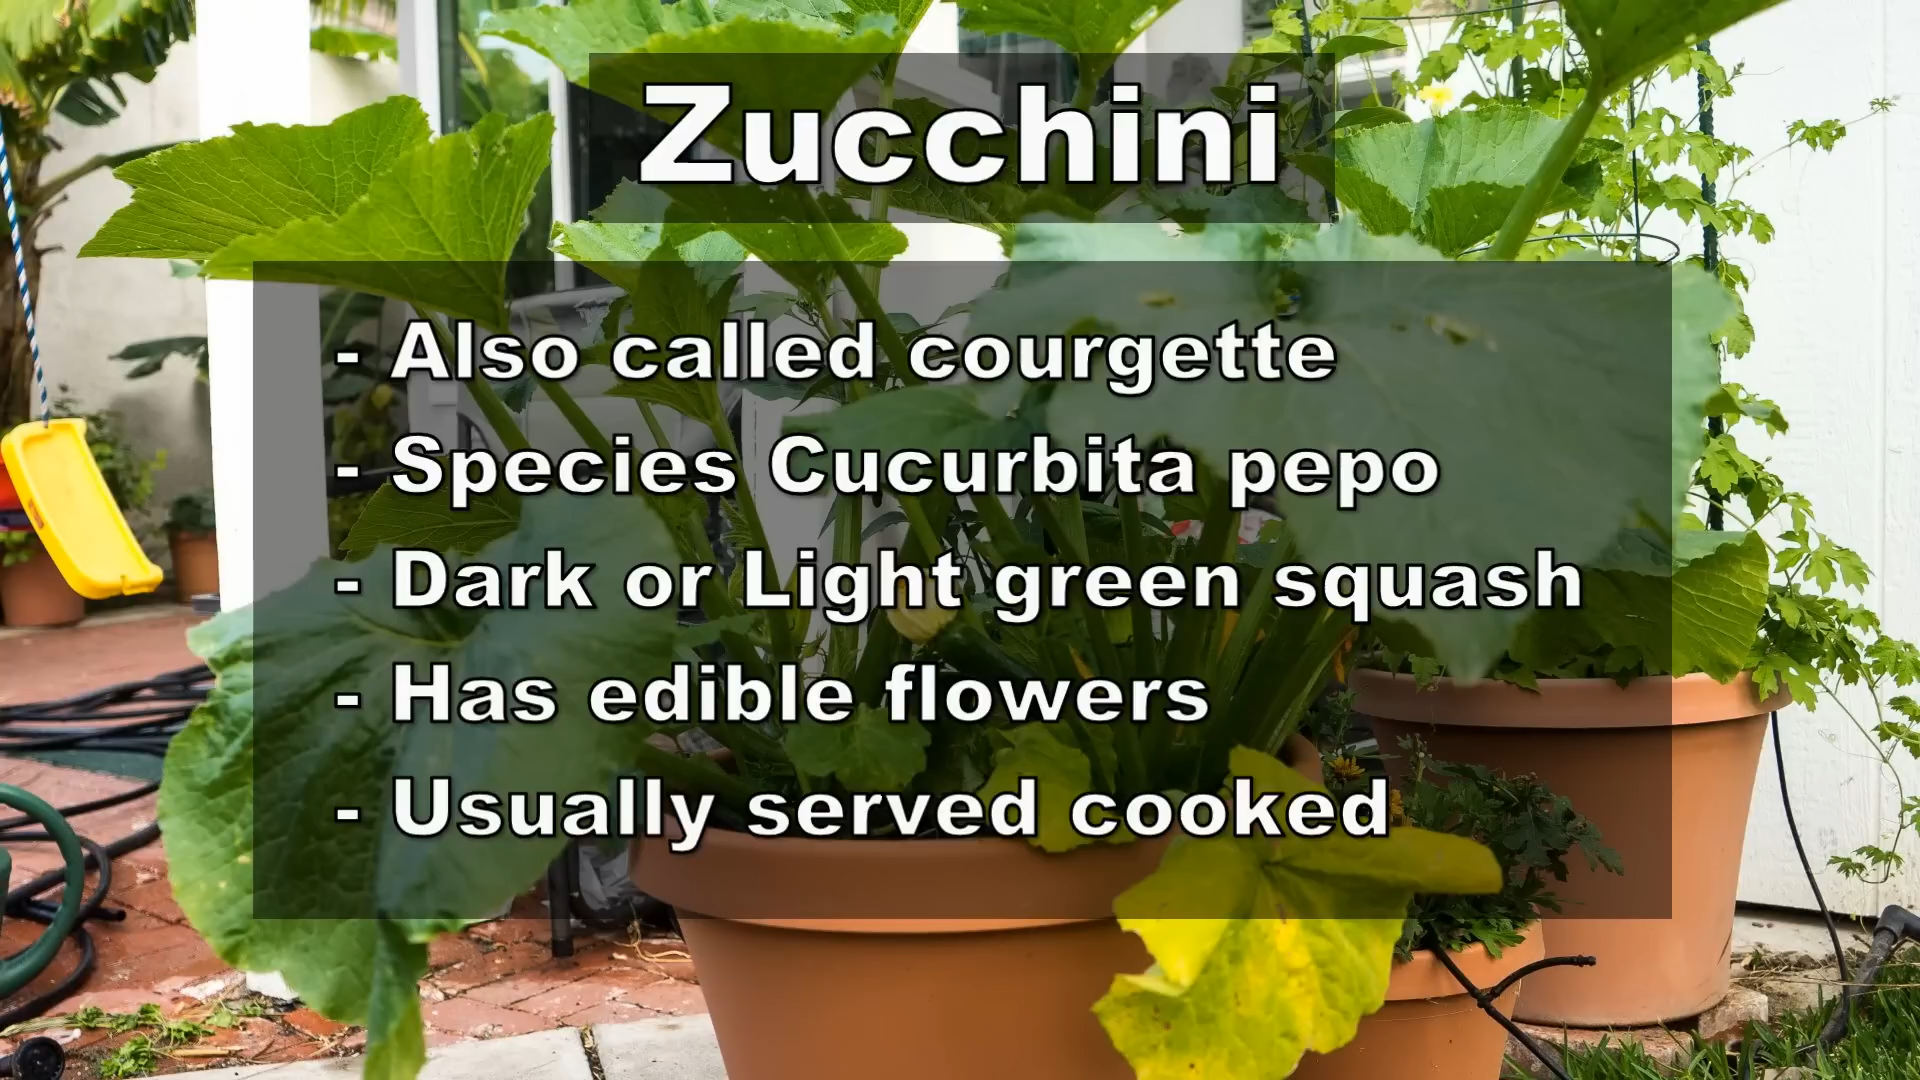 Zucchini
- Also called courgette
- Species Cucurbita pepo
- Dark or Light green squash
- Has edible flowers
- Usually served cooked